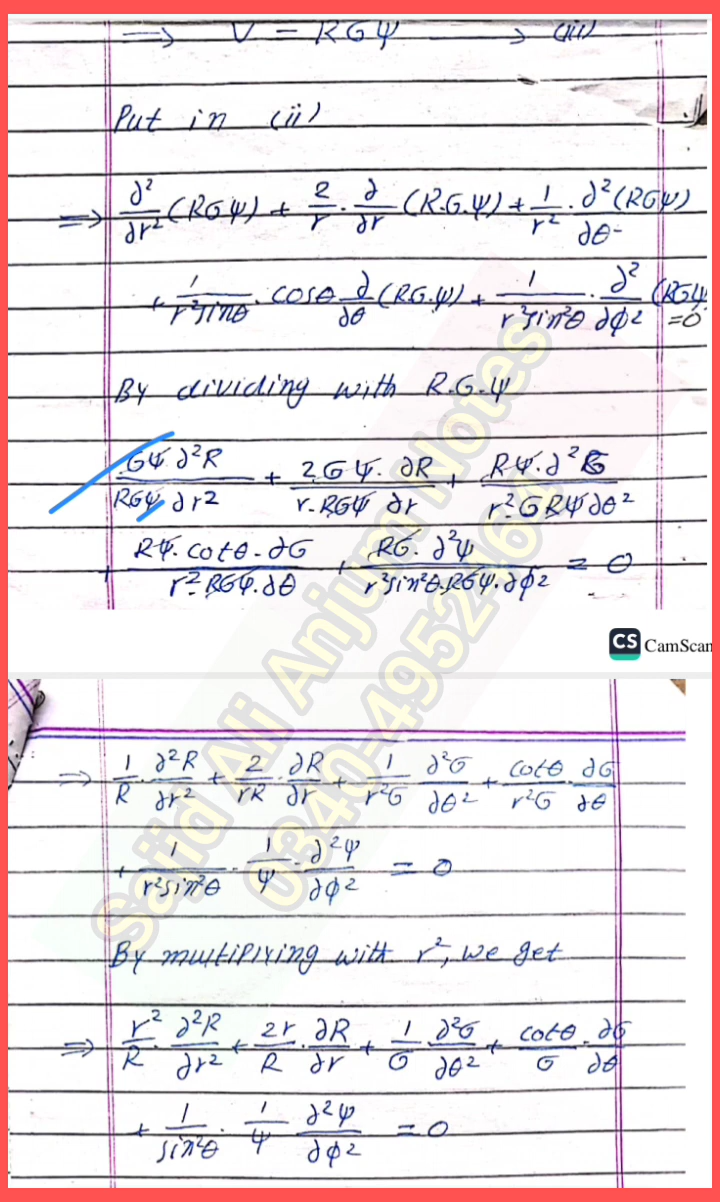 ⇒ V = RGΨ → (iii)
Put in (ii)
⇒ ∂²/∂r² (RGΨ) + 2/r · ∂/∂r (R.G.Ψ) + 1/r² · ∂²(RGΨ)/∂θ²
+ 1/r²sinθ · cosθ ∂/∂θ (RG.Ψ) + 1/r²sin²θ · ∂²/∂φ² (RGΨ) = 0
By dividing with R.G.Ψ
GΨ ∂²R/RGΨ ∂r² + 2GΨ. ∂R/r.RGΨ ∂r + RΨ.∂²G/r²GRΨ∂θ²
+ RΨ. cotθ. ∂G/r². RGΨ.∂θ + RG. ∂²Ψ/r²sin²θ.RGΨ.∂φ² = 0
CS CamScan
⇒ 1/R · ∂²R/∂r² + 2/rR · ∂R/∂r + 1/r²G ∂²G/∂θ² + cotθ/r²G · ∂G/∂θ
+ 1/r²sin²θ · 1/Ψ · ∂²Ψ/∂φ² = 0
By multiplying with r², we get
⇒ r²/R · ∂²R/∂r² + 2r/R · ∂R/∂r + 1/G ∂²G/∂θ² + cotθ/G · ∂G/∂θ
+ 1/sin²θ · 1/Ψ ∂²Ψ/∂φ² = 0
Sajid Ali Anjum Notes
0340-4952164